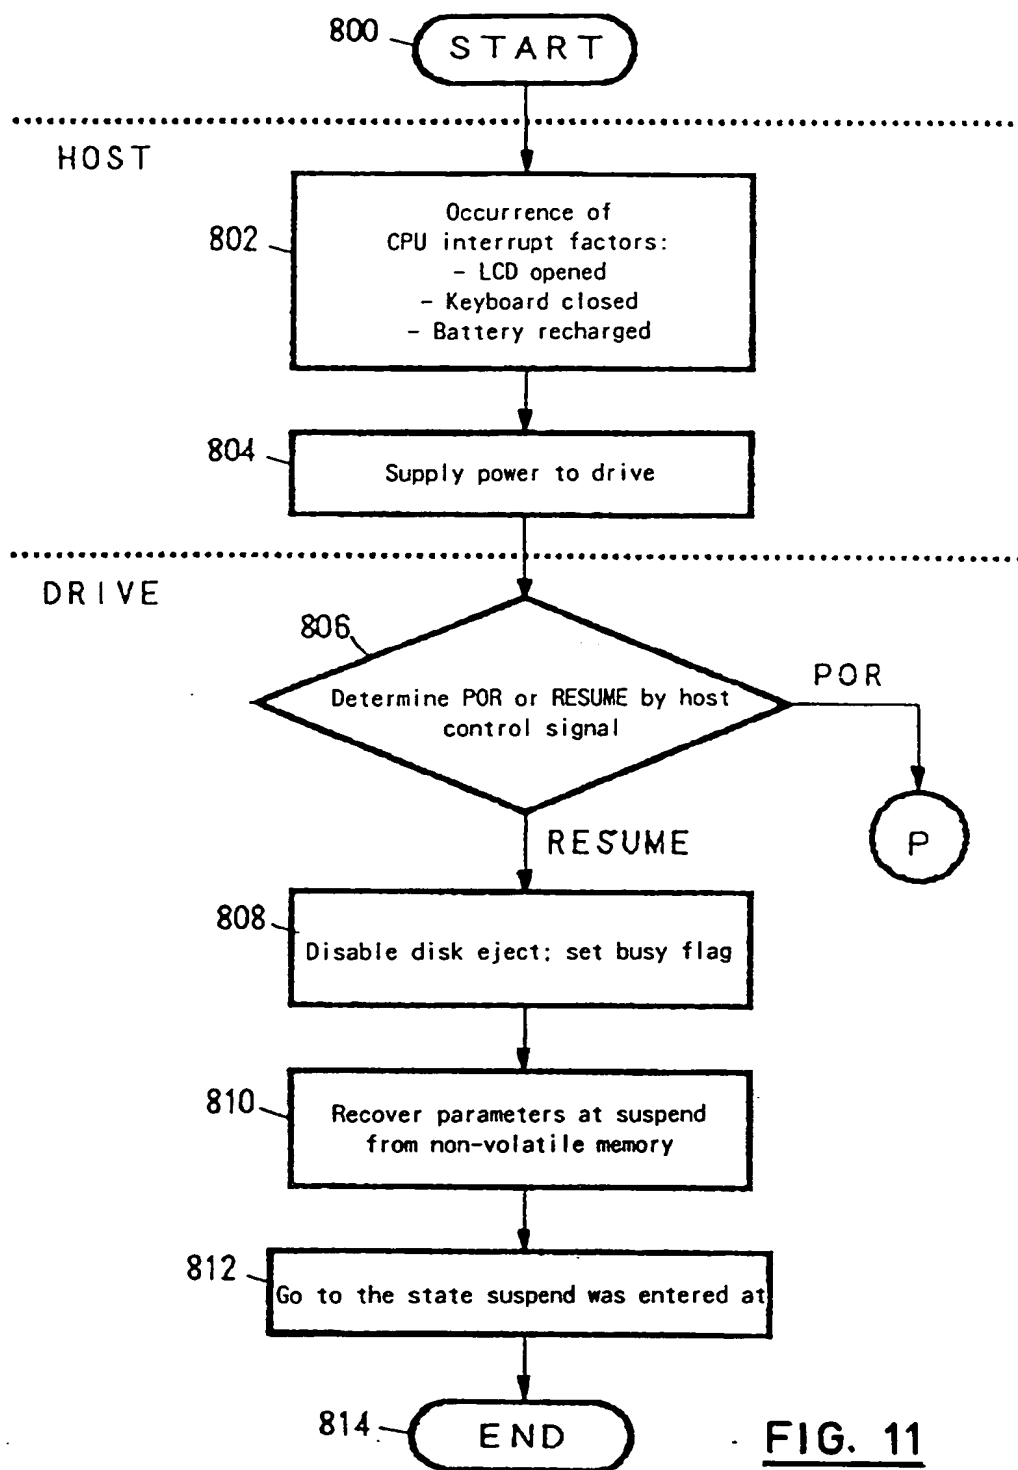 800
START
HOST
802
Occurrence of
CPU interrupt factors:
- LCD opened
- Keyboard closed
- Battery recharged
804
Supply power to drive
DRIVE
806
Determine POR or RESUME by host
control signal
POR
P
RESUME
808
Disable disk eject; set busy flag
810
Recover parameters at suspend
from non-volatile memory
812
Go to the state suspend was entered at
814
END
FIG. 11